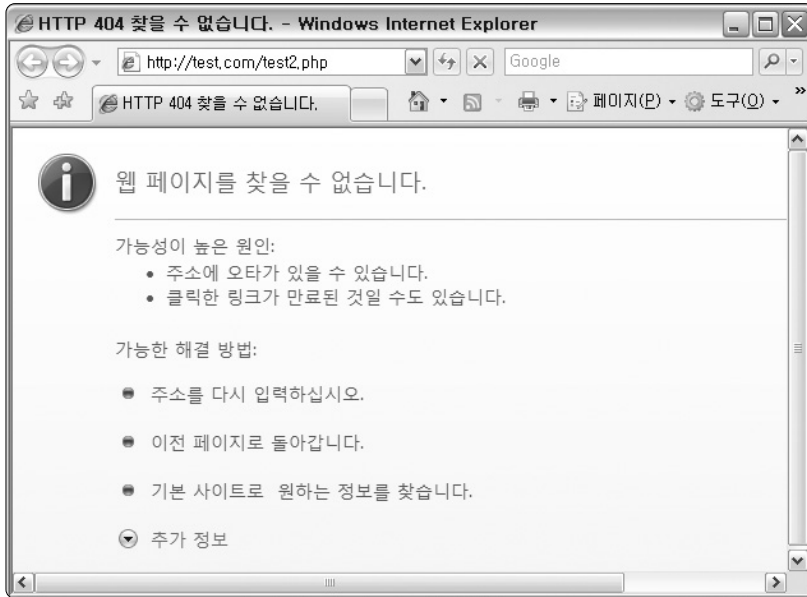 HTTP 404 찾을 수 없습니다. - Windows Internet Explorer
http://test.com/test2.php
Google
HTTP 404 찾을 수 없습니다.
페이지(P)
도구(O)
웹 페이지를 찾을 수 없습니다.
가능성이 높은 원인:
• 주소에 오타가 있을 수 있습니다.
• 클릭한 링크가 만료된 것일 수도 있습니다.
가능한 해결 방법:
주소를 다시 입력하십시오.
이전 페이지로 돌아갑니다.
기본 사이트로 원하는 정보를 찾습니다.
추가 정보